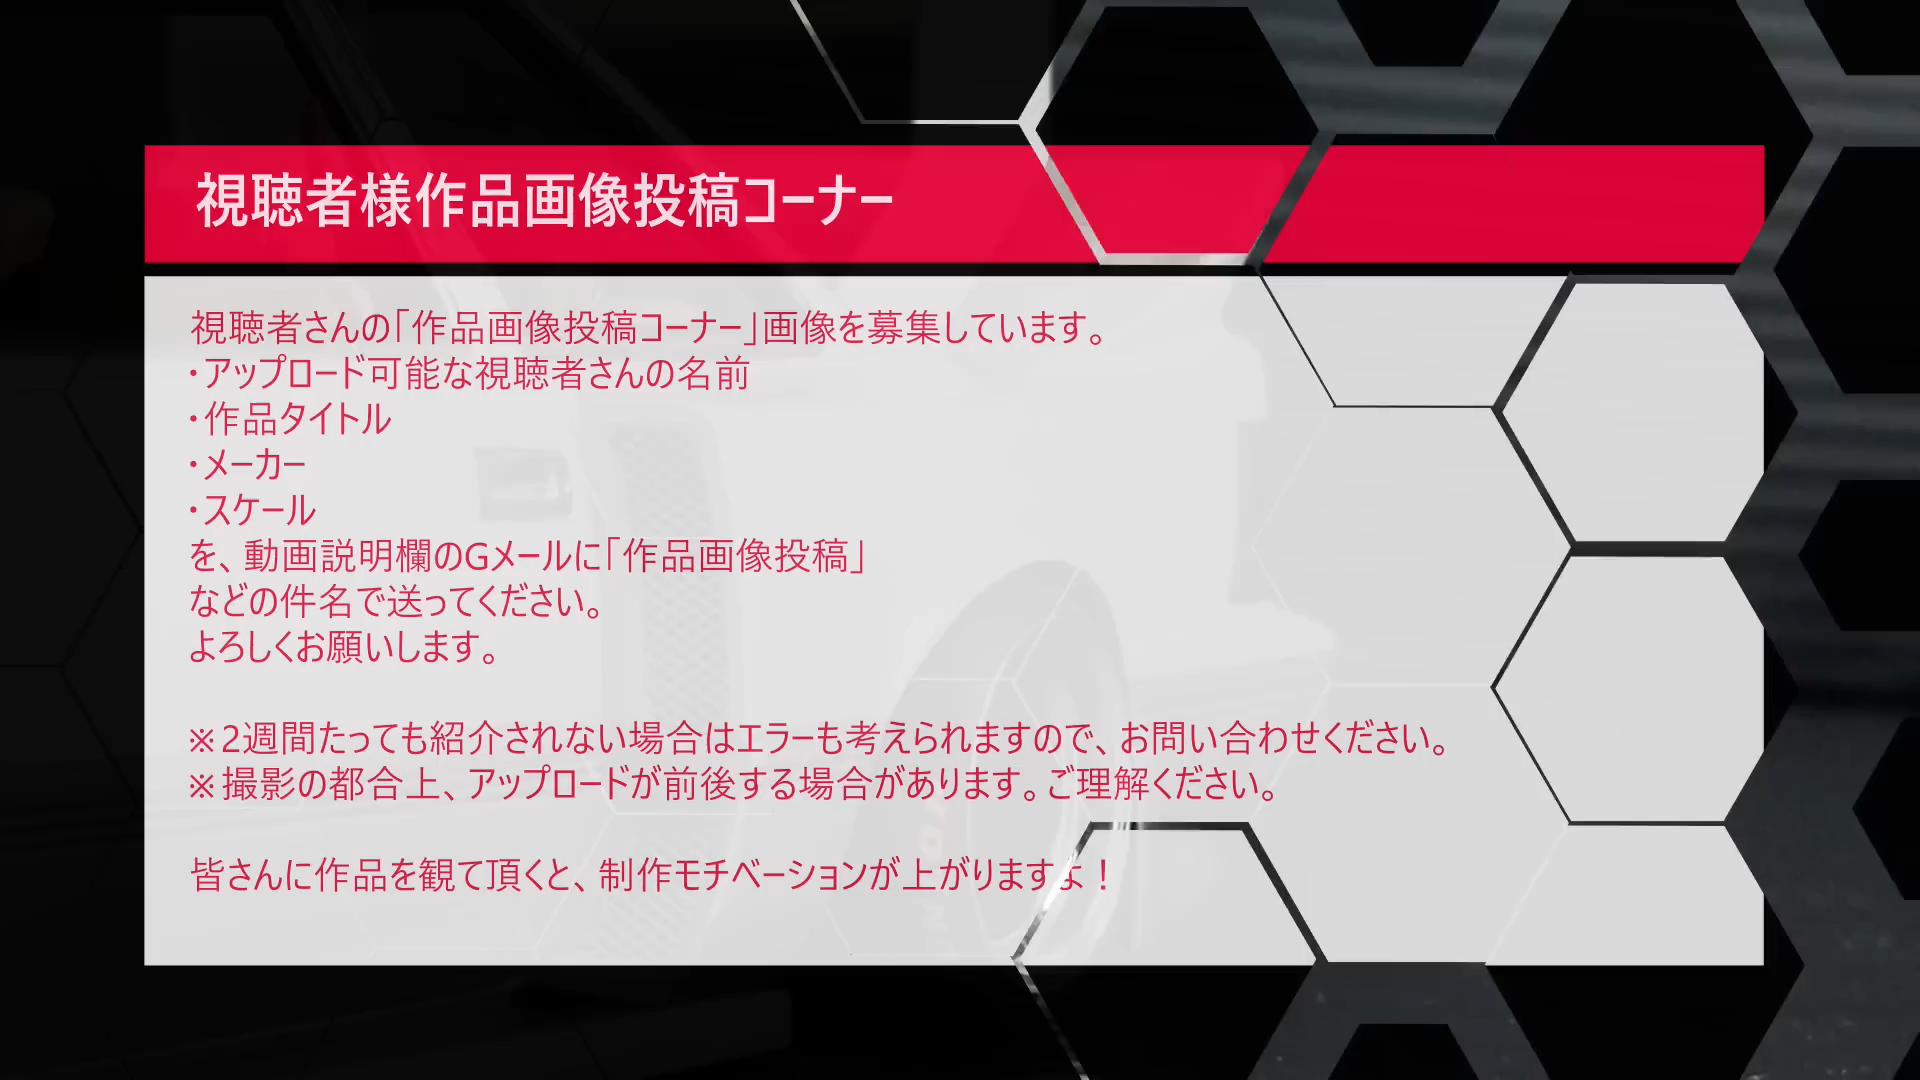 視聴者様作品画像投稿コーナー
視聴者さんの「作品画像投稿コーナー」画像を募集しています。
・アップロード可能な視聴者さんの名前
・作品タイトル
・メーカー
・スケール
を、動画説明欄のGメールに「作品画像投稿」
などの件名で送ってください。
よろしくお願いします。
※2週間たっても紹介されない場合はエラーも考えられますので、お問い合わせください。
※撮影の都合上、アップロードが前後する場合があります。ご理解ください。
皆さんに作品を観て頂くと、制作モチベーションが上がりますよ！